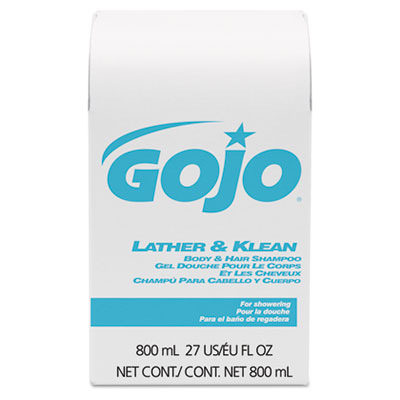 GOJO®
LATHER & KLEAN
BODY & HAIR SHAMPOO
GEL DOUCHE POUR LE CORPS
ET LES CHEVEUX
CHAMPÚ PARA CABELLO Y CUERPO
For showering
Pour la douche
Para el baño de regadera
800 mL 27 US/ÉU FL OZ
NET CONT./ CONT. NET 800 mL